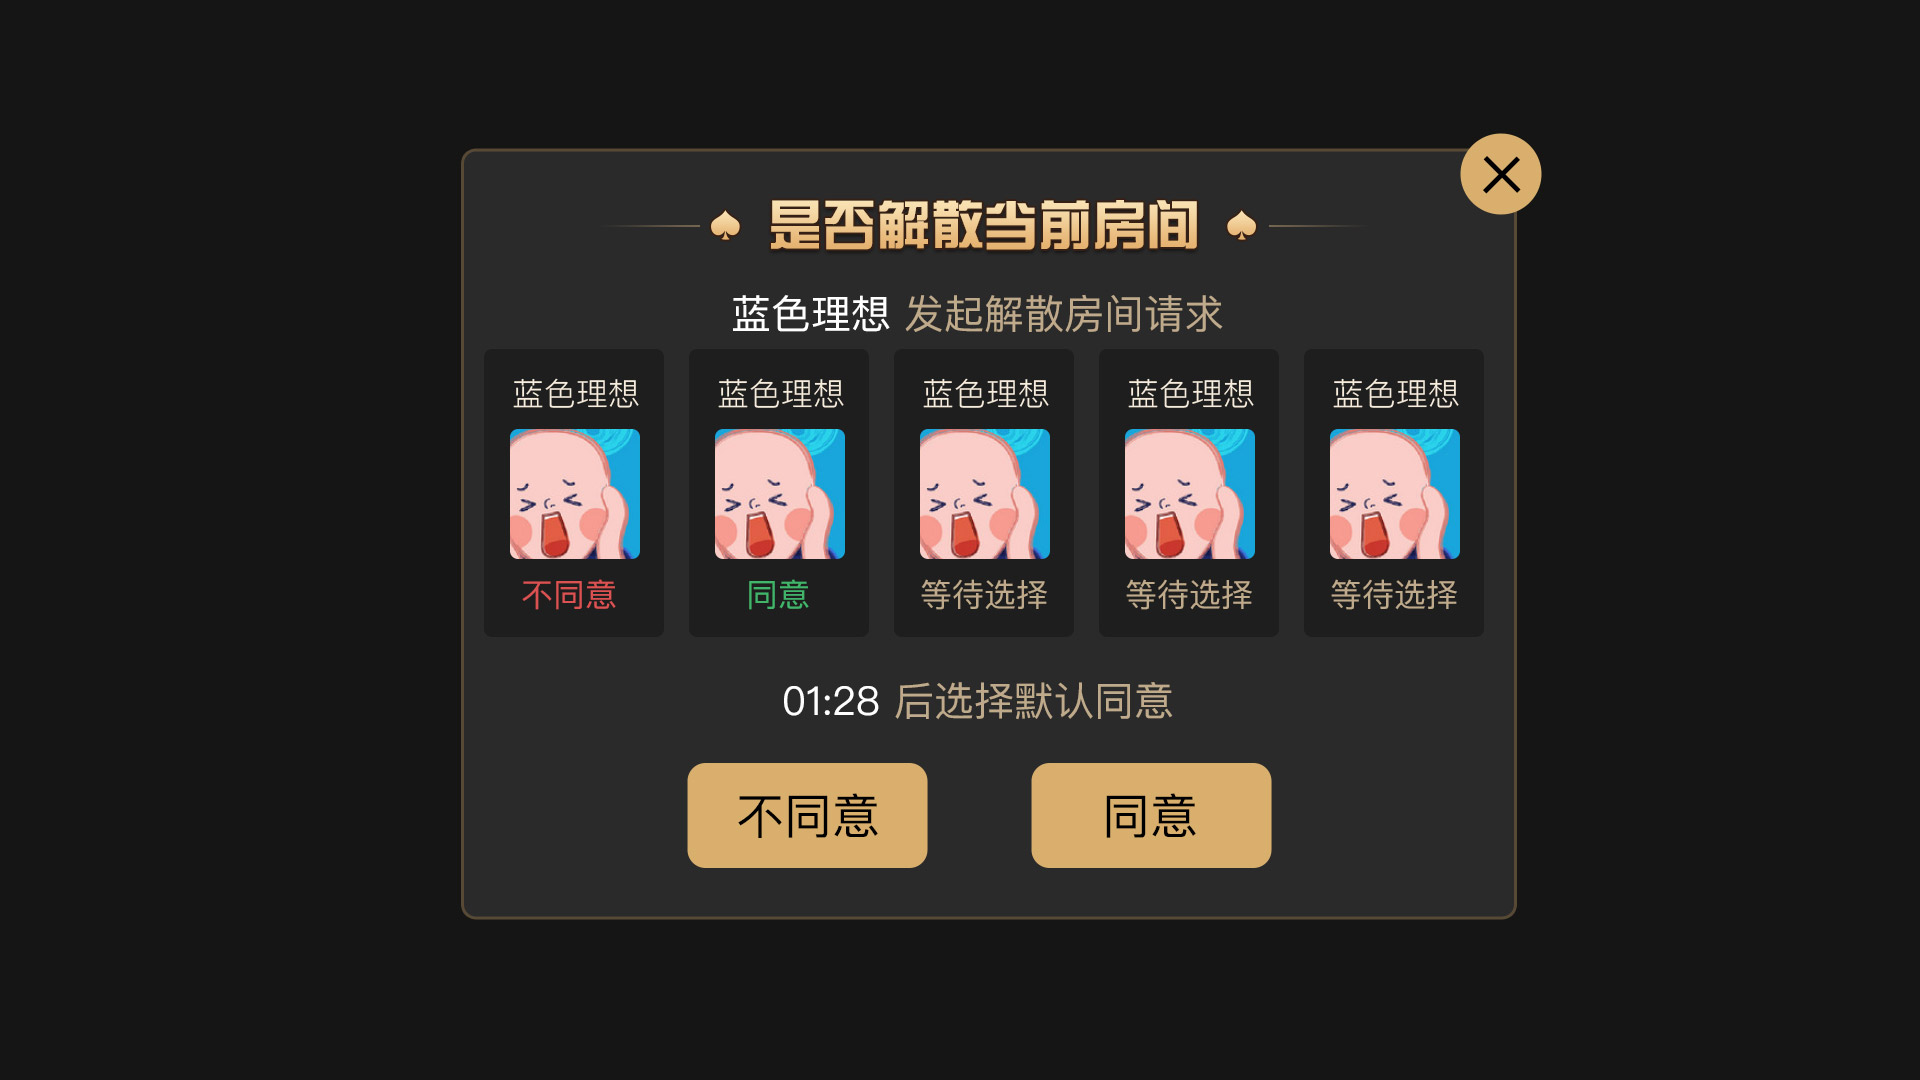 是否解散当前房间
蓝色理想 发起解散房间请求
蓝色理想 蓝色理想 蓝色理想 蓝色理想 蓝色理想
不同意 同意 等待选择 等待选择 等待选择
01:28 后选择默认同意
不同意 同意